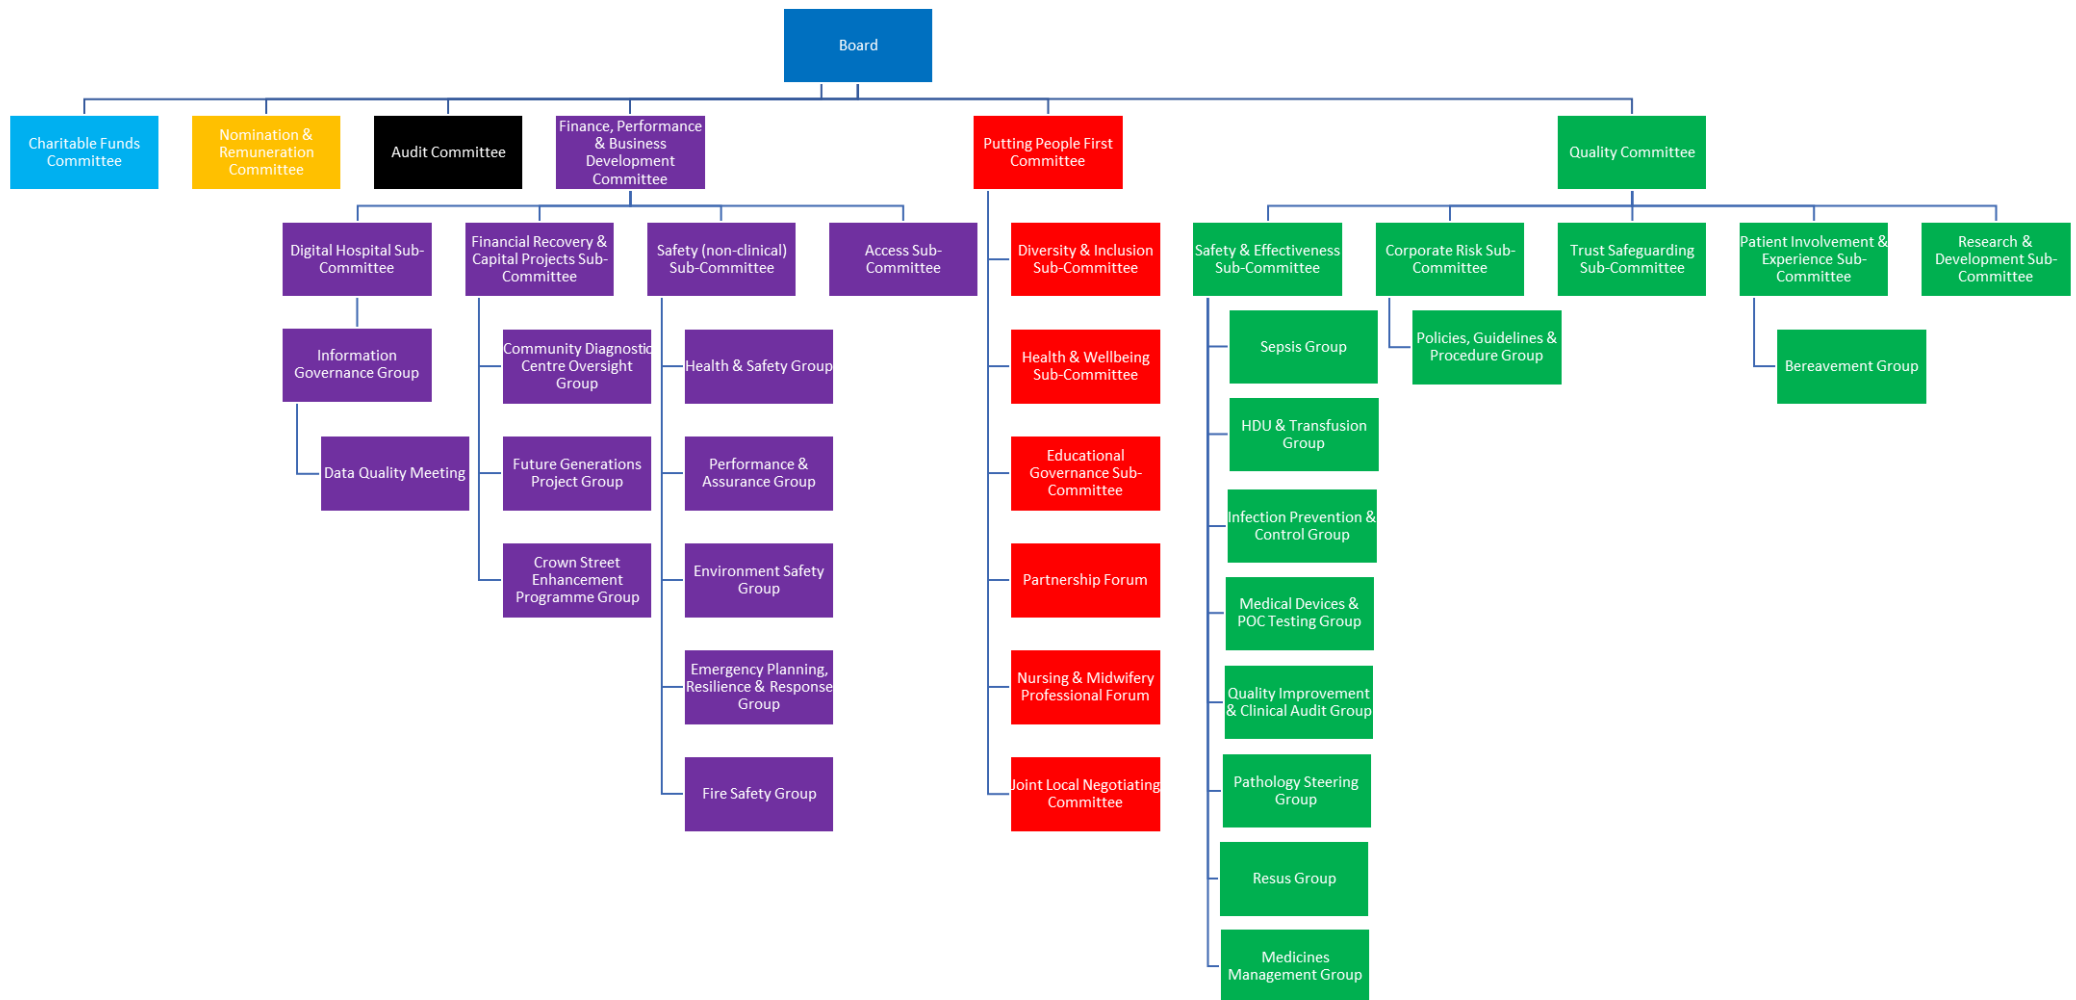 Board
Charitable Funds
Committee
Nomination &
Remuneration
Committee
Audit Committee
Finance, Performance
& Business
Development
Committee
Putting People First
Committee
Quality Committee
Digital Hospital Sub-
Committee
Financial Recovery &
Capital Projects Sub-
Committee
Safety (non-clinical)
Sub-Committee
Access Sub-
Committee
Diversity & Inclusion
Sub-Committee
Safety & Effectiveness
Sub-Committee
Corporate Risk Sub-
Committee
Trust Safeguarding
Sub-Committee
Patient Involvement &
Experience Sub-
Committee
Research &
Development Sub-
Committee
Information
Governance Group
Community Diagnostic
Centre Oversight
Group
Health & Safety Group
Health & Wellbeing
Sub-Committee
Sepsis Group
Policies, Guidelines &
Procedure Group
Bereavement Group
Data Quality Meeting
Future Generations
Project Group
Performance &
Assurance Group
Educational
Governance Sub-
Committee
HDU & Transfusion
Group
Infection Prevention &
Control Group
Crown Street
Enhancement
Programme Group
Environment Safety
Group
Partnership Forum
Medical Devices &
POC Testing Group
Emergency Planning,
Resilience & Response
Group
Nursing & Midwifery
Professional Forum
Quality Improvement
& Clinical Audit Group
Fire Safety Group
Joint Local Negotiating
Committee
Pathology Steering
Group
Resus Group
Medicines
Management Group